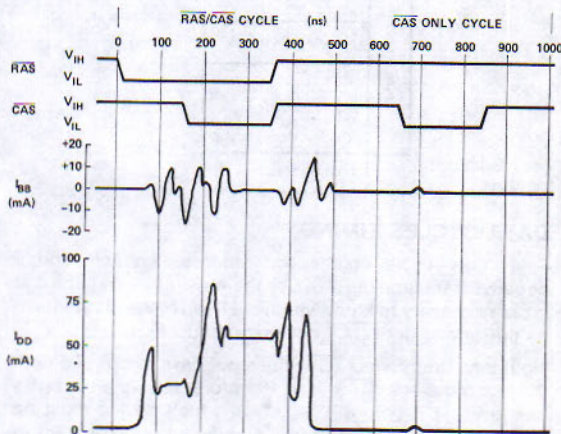 RAS/CAS CYCLE (ns) CAS ONLY CYCLE
0 100 200 300 400 500 600 700 800 900 1000
RAS VIH
VIL
CAS VIH
VIL
+20
+10
IBB 0
(mA) −10
−20
100
75
IDD 50
(mA)
25
0